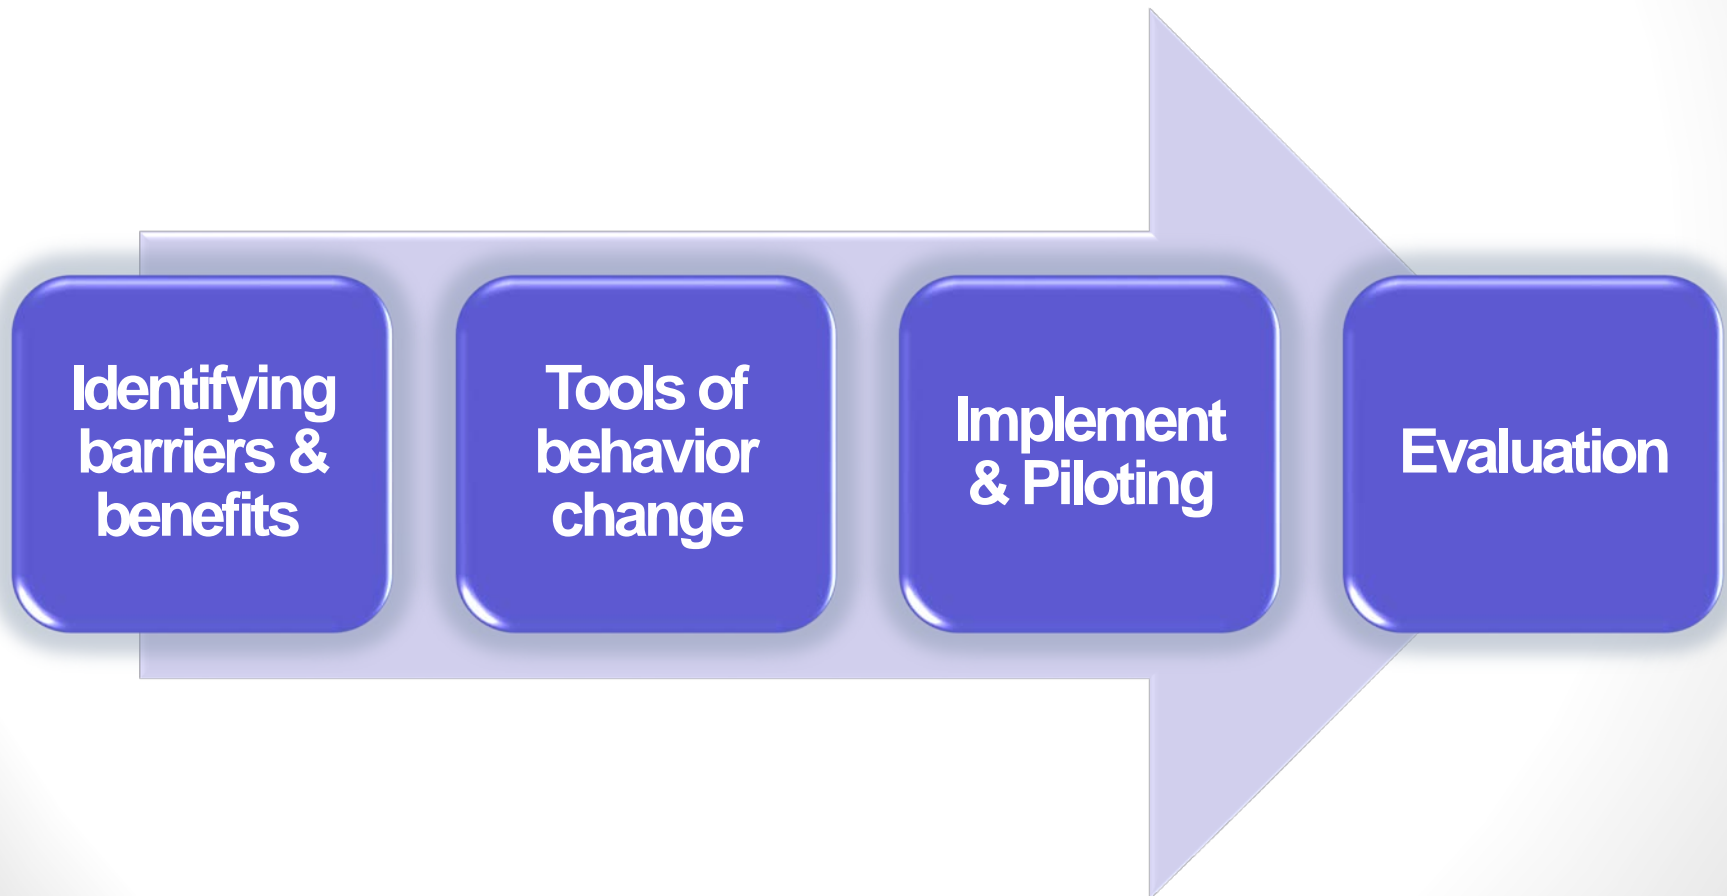 Identifying
barriers &
benefits
Tools of
behavior
change
Implement
& Piloting
Evaluation